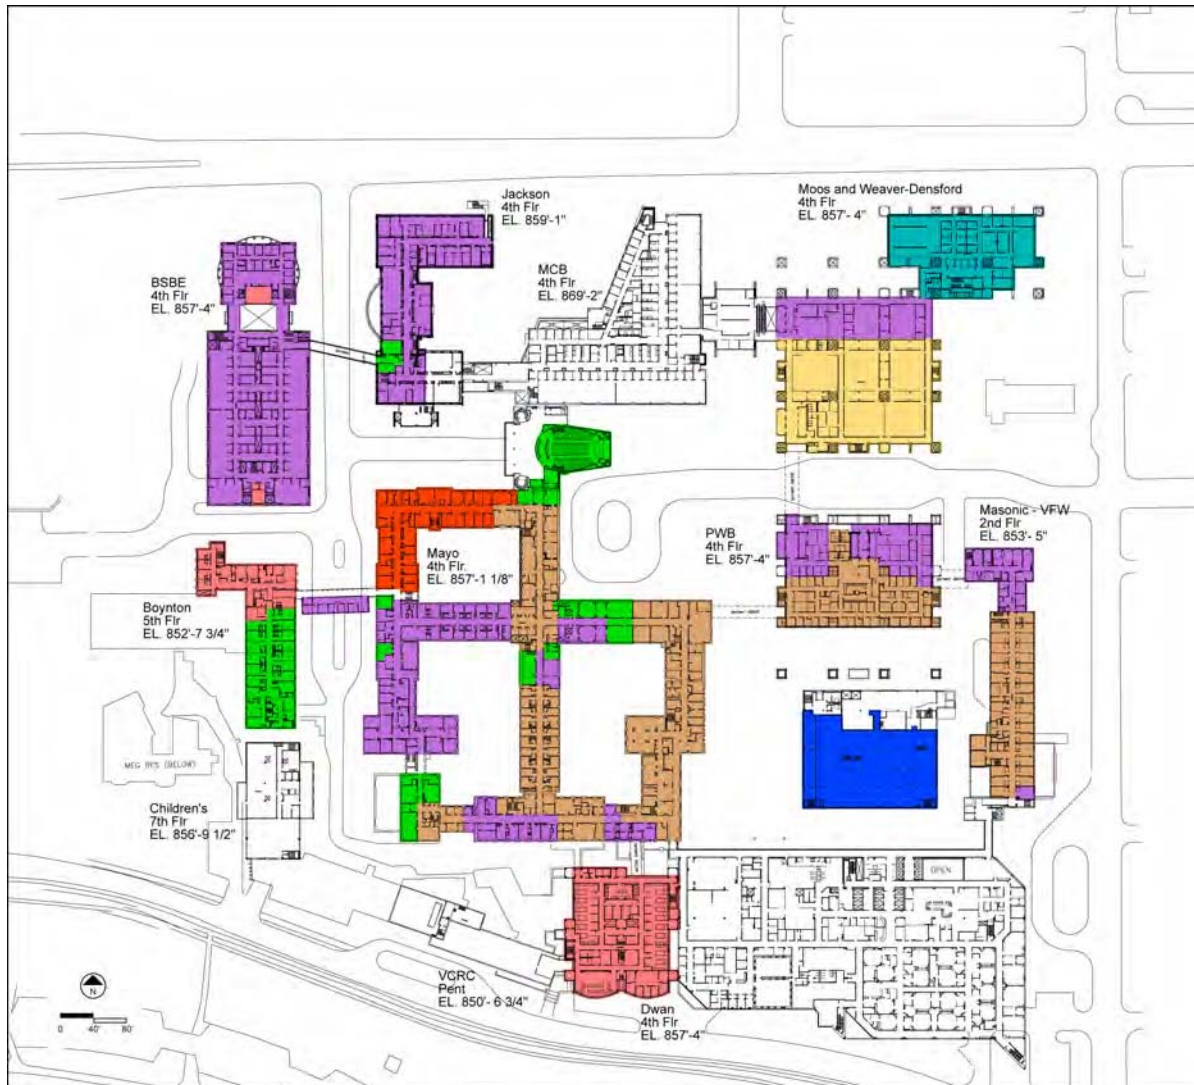 Jackson
4th Flr
EL. 859'-1"
Moos and Weaver-Densford
4th Flr
EL. 857'- 4"
BSBE
4th Flr
EL. 857'-4"
MCB
4th Flr
EL. 869'-2"
Masonic - VFW
2nd Flr
EL. 853'- 5"
PWB
4th Flr
EL. 857'-4"
Mayo
4th Flr.
EL. 857'-1 1/8"
Boynton
5th Flr
EL. 852'-7 3/4"
Children's
7th Flr
EL. 856'-9 1/2"
OPEN
VCRC
Pent
EL. 850'- 6 3/4"
Dwan
4th Flr
EL. 857'-4"
N
0 40' 80'